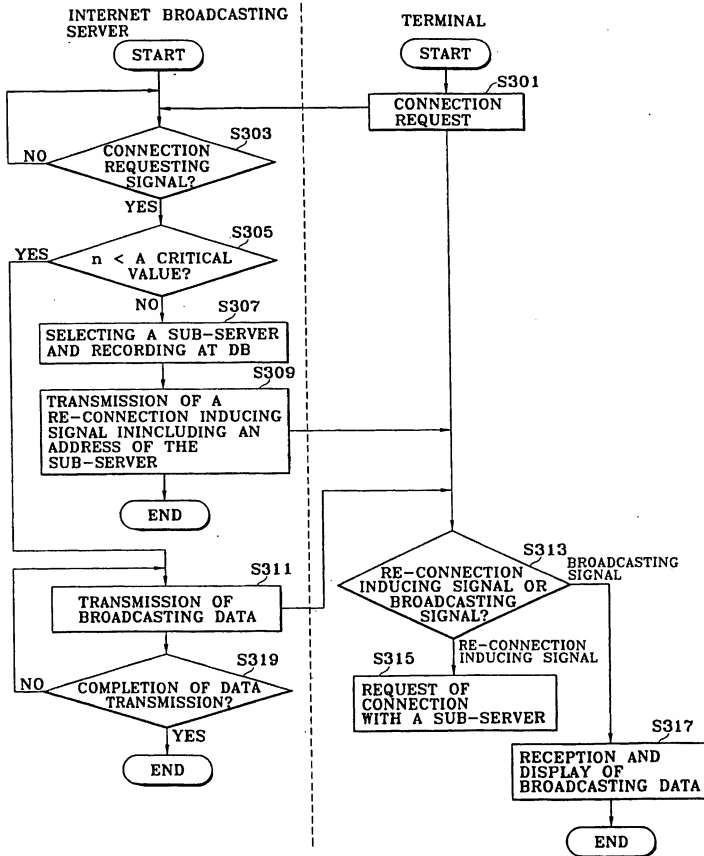 INTERNET BROADCASTING
SERVER
START
S303
CONNECTION
REQUESTING
SIGNAL?
NO
YES
S305
n < A CRITICAL
VALUE?
YES
NO
S307
SELECTING A SUB-SERVER
AND RECORDING AT DB
S309
TRANSMISSION OF A
RE-CONNECTION INDUCING
SIGNAL ININCLUDING AN
ADDRESS OF THE
SUB-SERVER
END
S311
TRANSMISSION OF
BROADCASTING DATA
S319
COMPLETION OF DATA
TRANSMISSION?
NO
YES
END
TERMINAL
START
S301
CONNECTION
REQUEST
S313
RE-CONNECTION
INDUCING SIGNAL OR
BROADCASTING
SIGNAL?
BROADCASTING
SIGNAL
RE-CONNECTION
INDUCING SIGNAL
S315
REQUEST OF
CONNECTION
WITH A SUB-SERVER
S317
RECEPTION AND
DISPLAY OF
BROADCASTING DATA
END